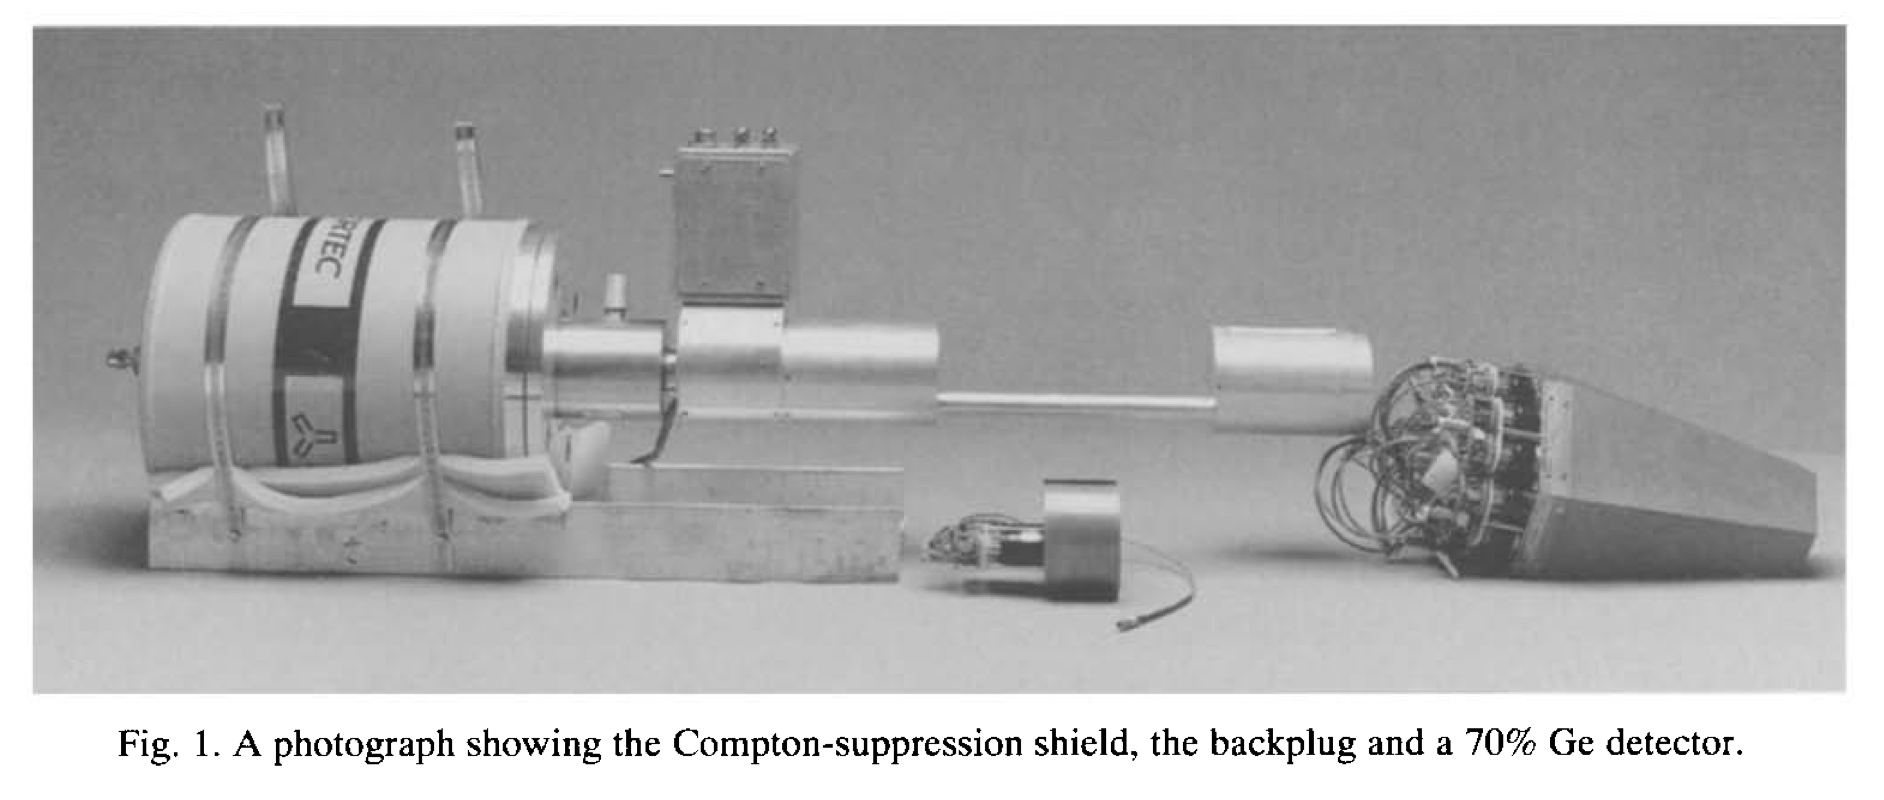 RTEC
Fig. 1. A photograph showing the Compton-suppression shield, the backplug and a 70% Ge detector.